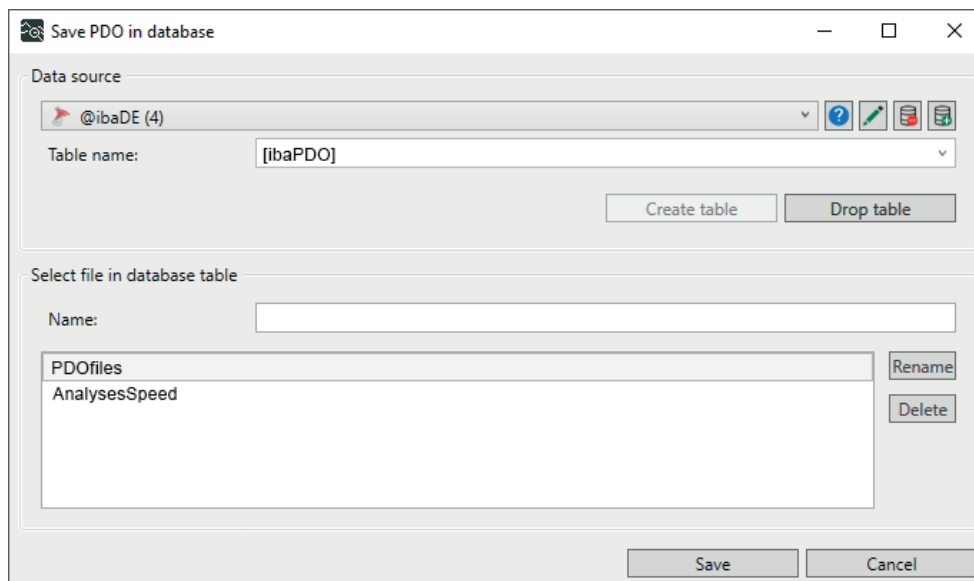 Save PDO in database
Data source
@ibaDE (4)
Table name: [ibaPDO]
Create table Drop table
Select file in database table
Name:
PDOfiles
Rename
AnalysesSpeed
Delete
Save Cancel